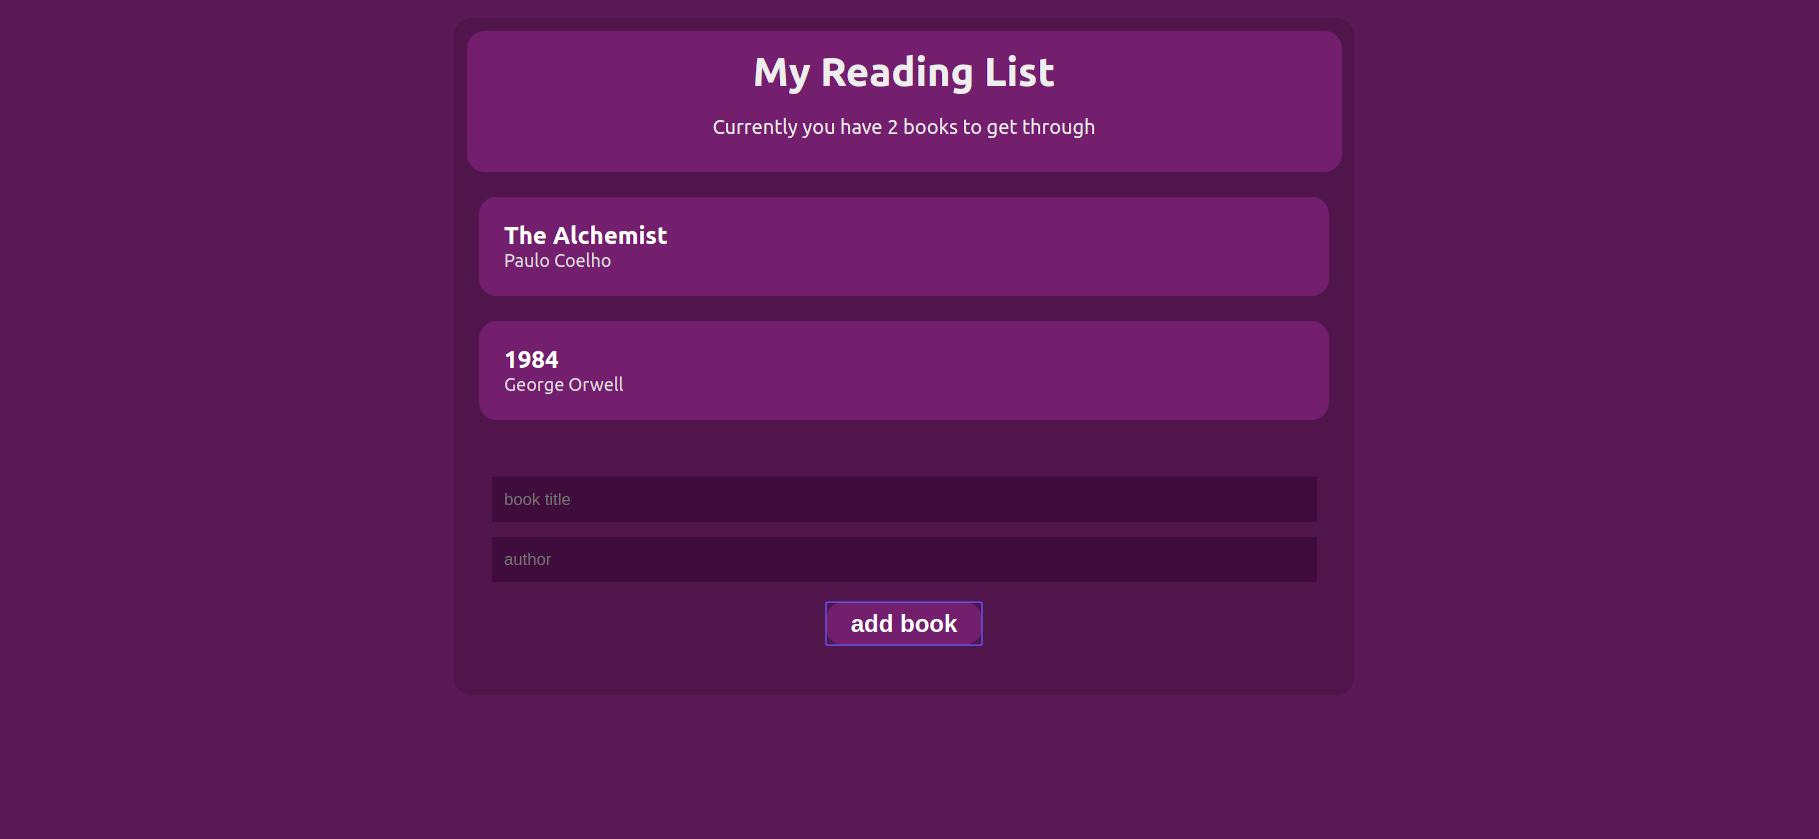 My Reading List
Currently you have 2 books to get through
The Alchemist
Paulo Coelho
1984
George Orwell
book title
author
add book